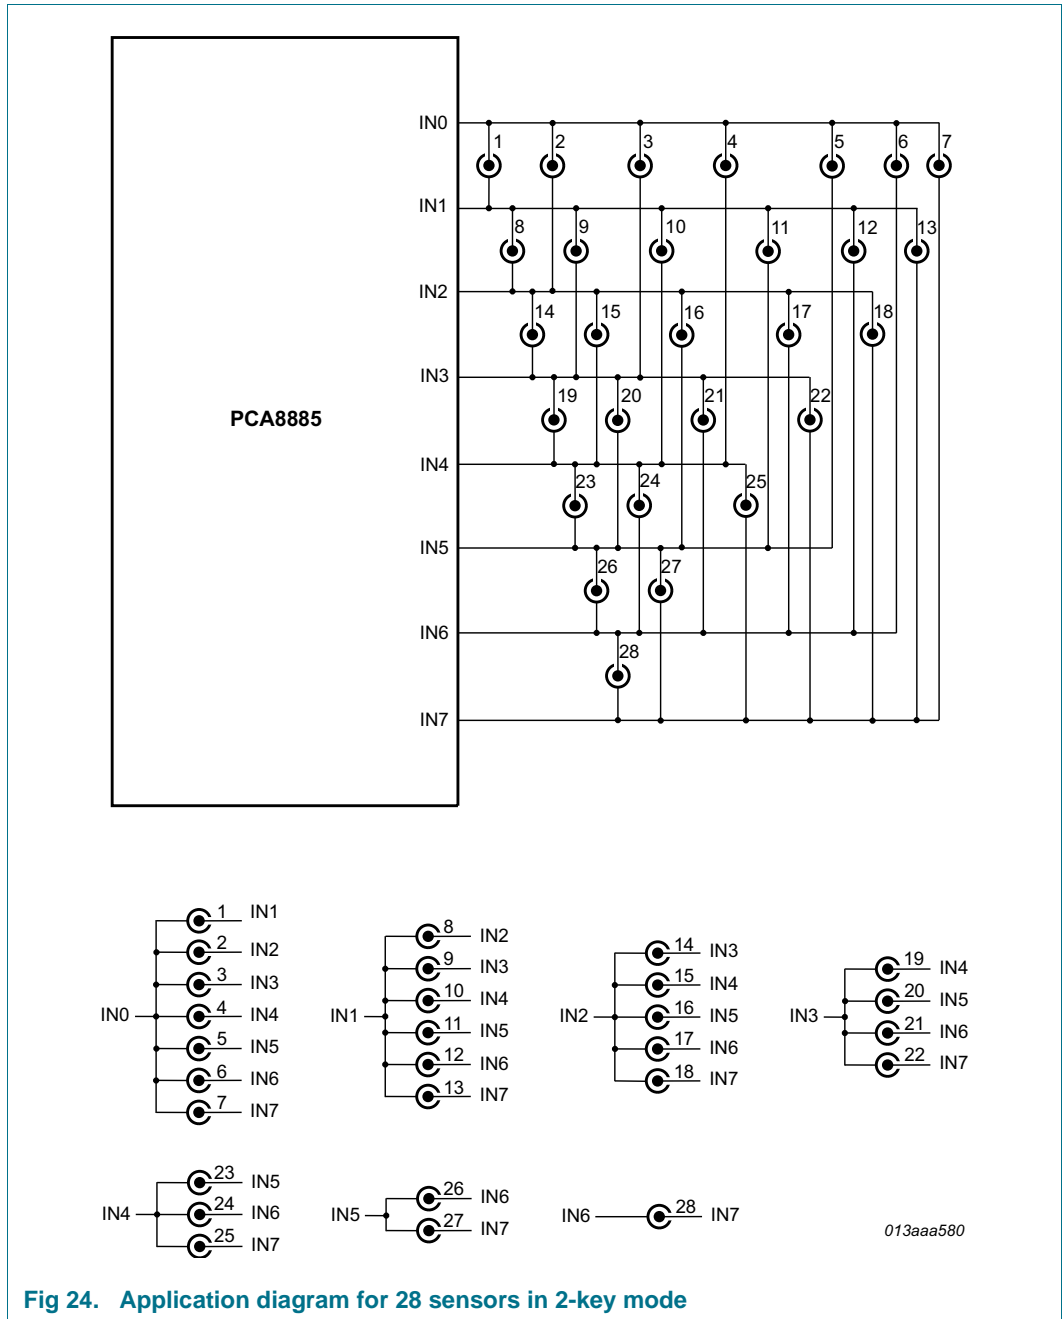 IN0
1 2 3 4 5 6 7
IN1
8 9 10 11 12 13
IN2
14 15 16 17 18
IN3
19 20 21 22
PCA8885
IN4
23 24 25
IN5
26 27
IN6
28
IN7
IN0
1 IN1
2 IN2
3 IN3
4 IN4
5 IN5
6 IN6
7 IN7
IN1
8 IN2
9 IN3
10 IN4
11 IN5
12 IN6
13 IN7
IN2
14 IN3
15 IN4
16 IN5
17 IN6
18 IN7
IN3
19 IN4
20 IN5
21 IN6
22 IN7
IN4
23 IN5
24 IN6
25 IN7
IN5
26 IN6
27 IN7
IN6 28 IN7
013aaa580
Fig 24. Application diagram for 28 sensors in 2-key mode